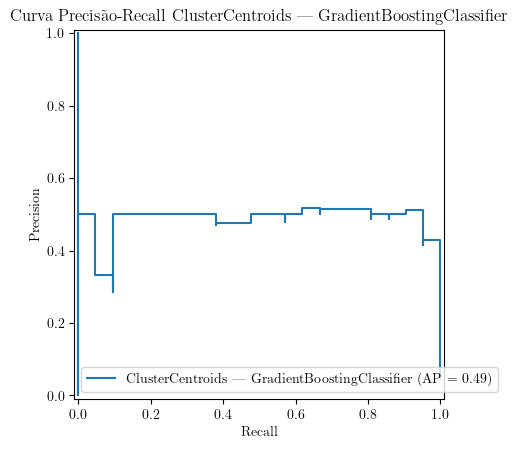 Curva Precisão-Recall ClusterCentroids — GradientBoostingClassifier
1.0
0.8
0.6
0.4
0.2
0.0
Precision
ClusterCentroids — GradientBoostingClassifier (AP = 0.49)
0.0 0.2 0.4 0.6 0.8 1.0
Recall